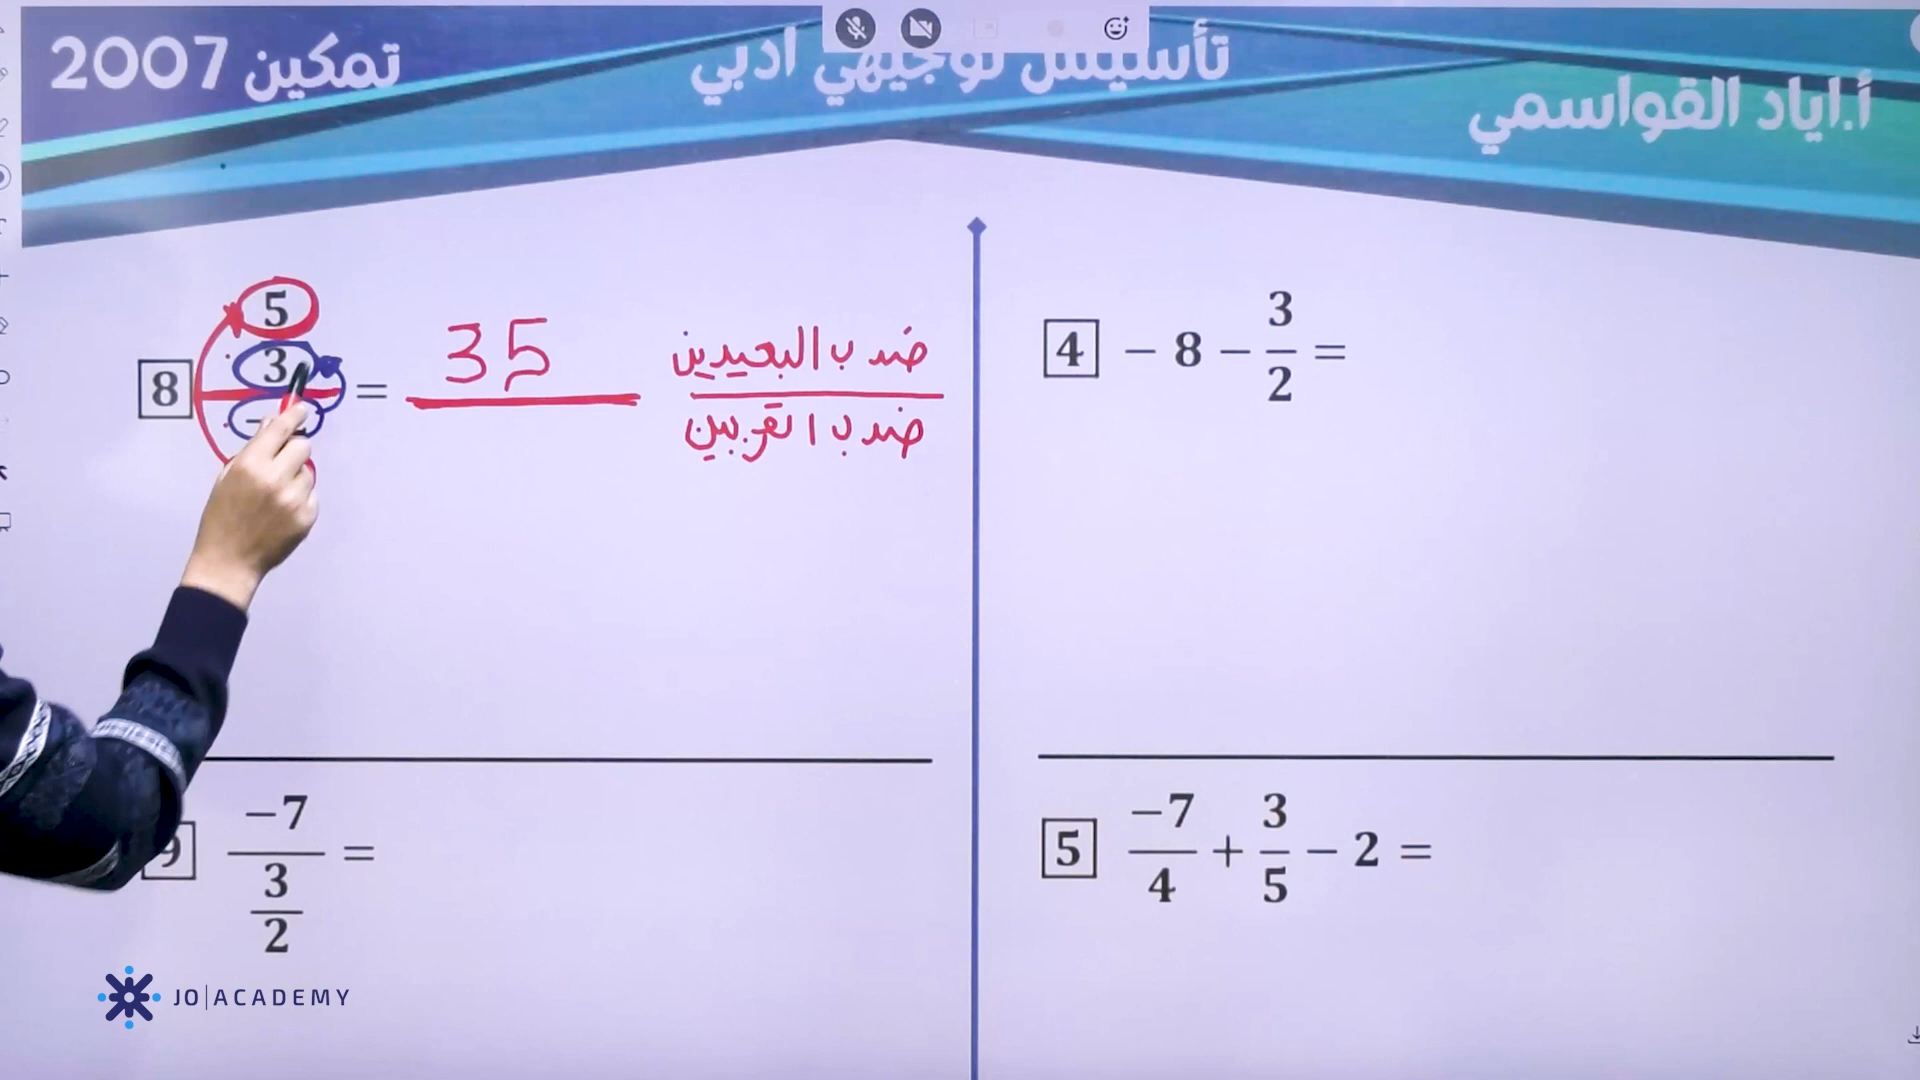 تمكين 2007
تأسيس توجيهي ادبي
أ.اياد القواسمي
8
5
3
=
35
ضرب البعيدين
ضرب القريبين
9 -7
3
2
=
4 - 8 - 3/2 =
5 -7/4 + 3/5 - 2 =
JO|ACADEMY